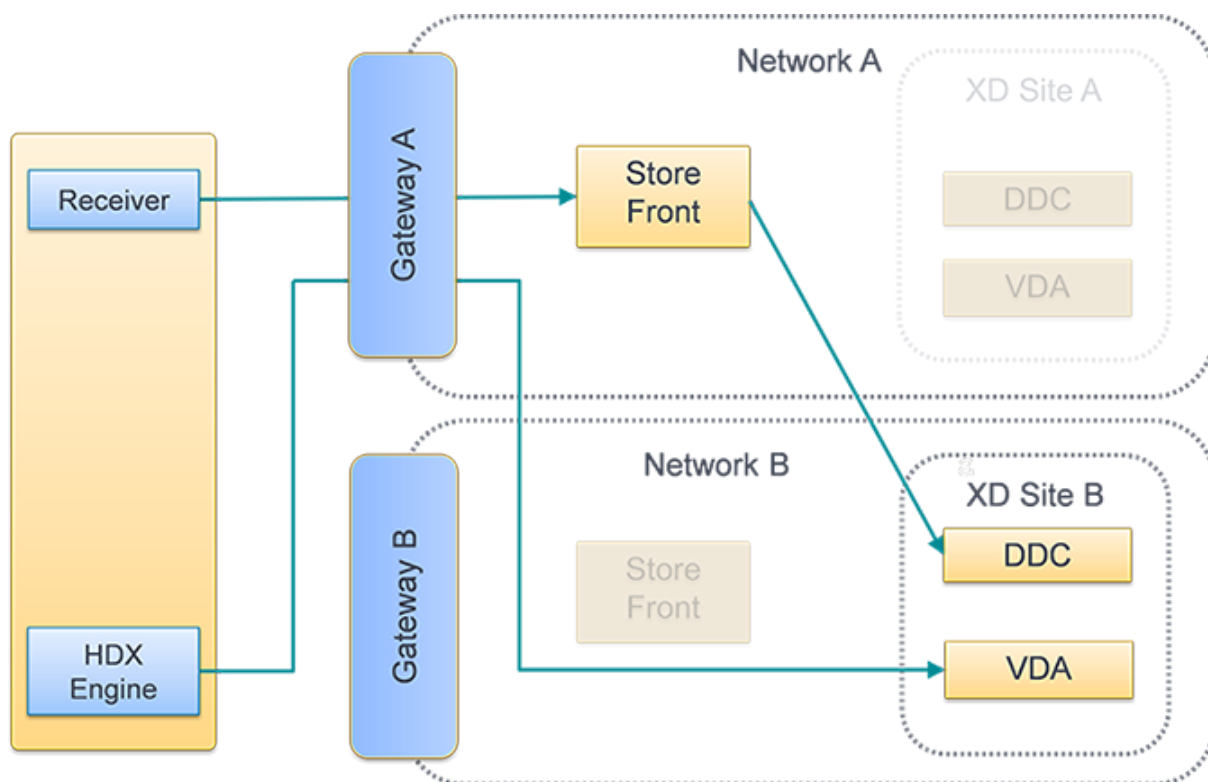 Network A
XD Site A
Gateway A
Receiver
Store
Front
DDC
VDA
Network B
XD Site B
Gateway B
Store
Front
DDC
HDX
Engine
VDA